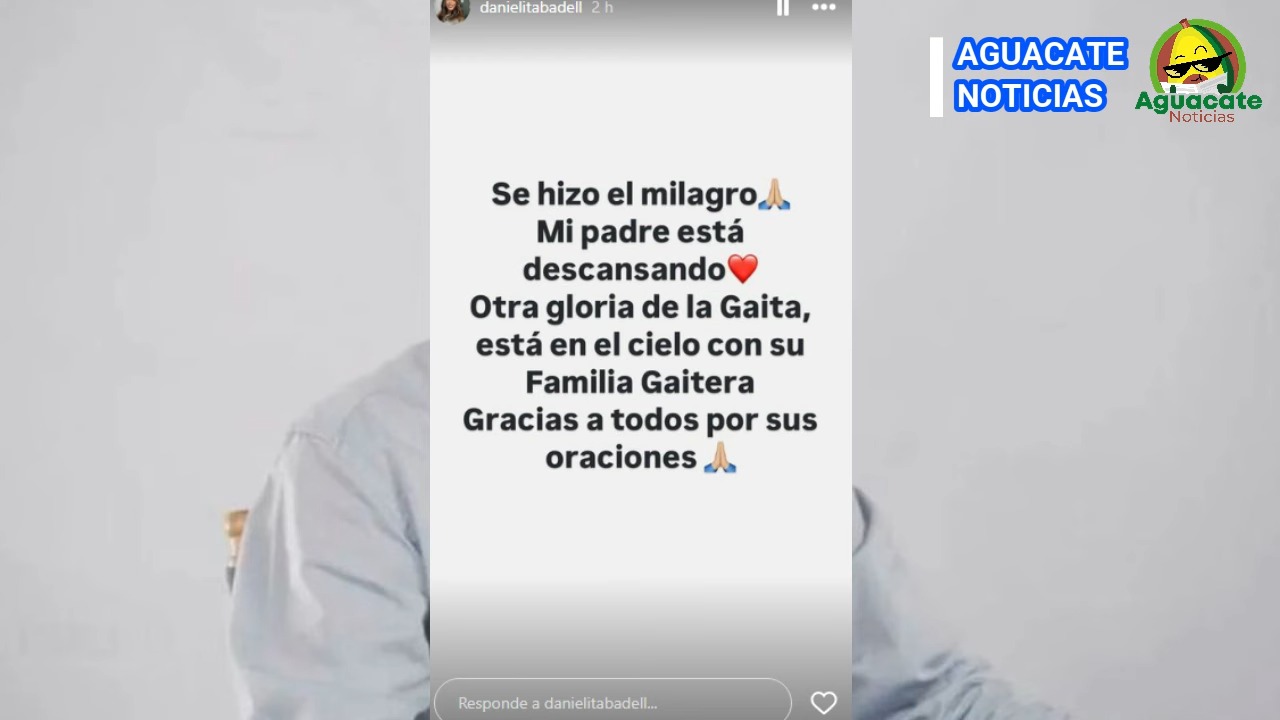 danielitabadell 2 h
AGUACATE
NOTICIAS
Aguacate
Noticias
Se hizo el milagro🙏🏼
Mi padre está
descansando❤️
Otra gloria de la Gaita,
está en el cielo con su
Familia Gaitera
Gracias a todos por sus
oraciones 🙏🏼
Responde a danielitabadell...